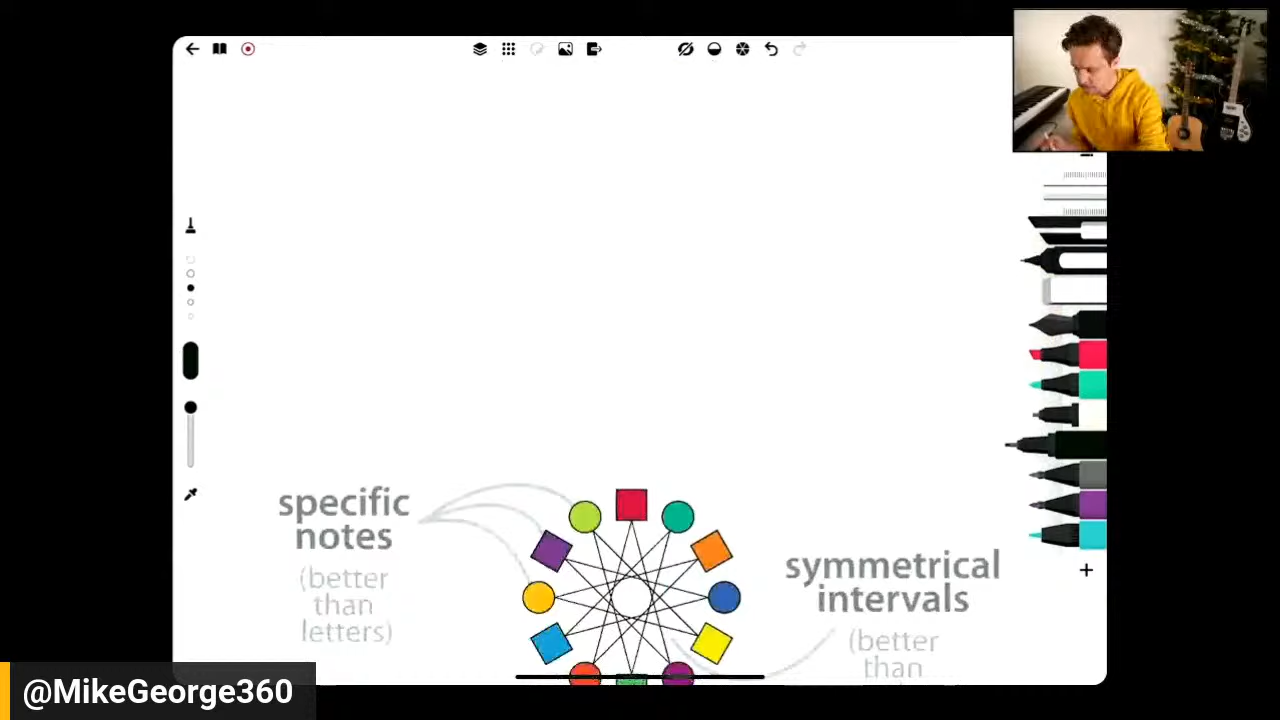 specific
notes
(better
than
letters)
symmetrical
intervals
(better
than
@MikeGeorge360